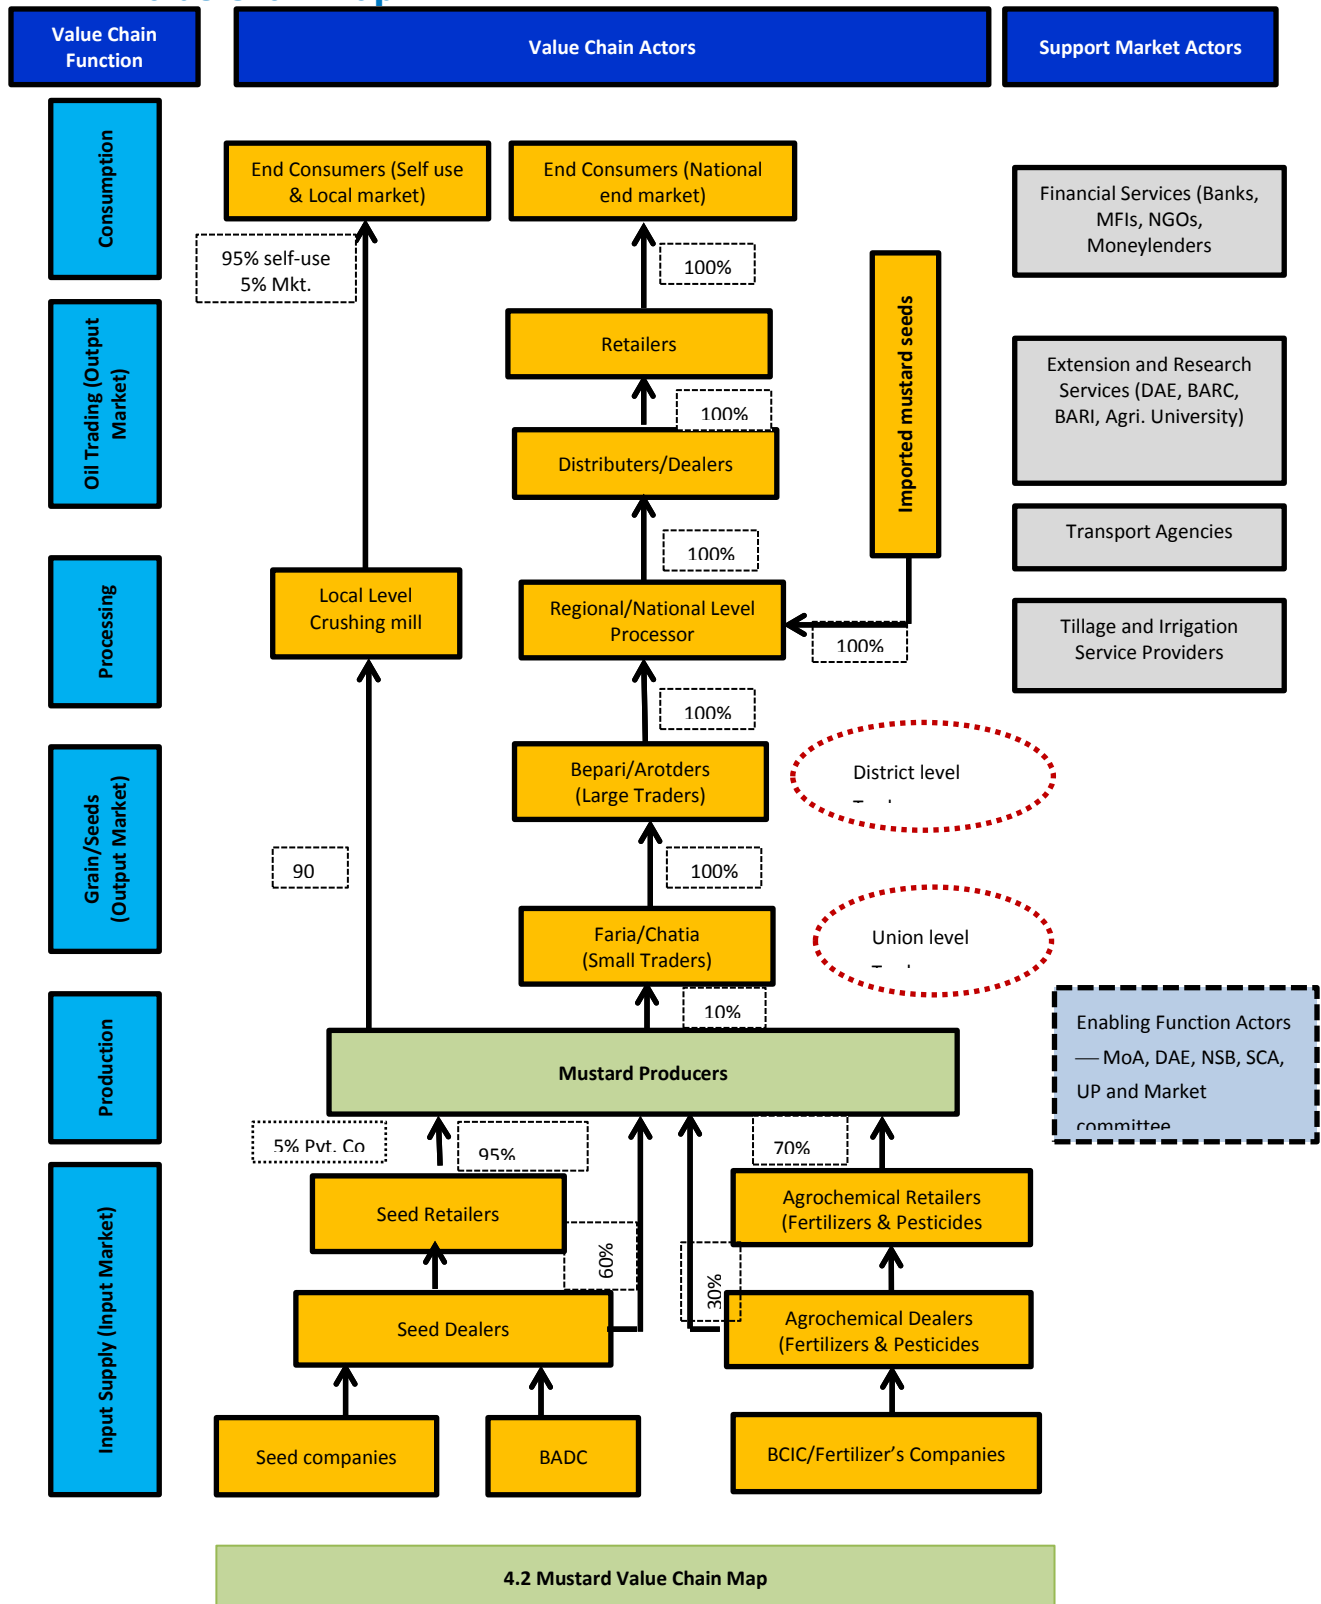 Value Chain
Function
Value Chain Actors
Support Market Actors
Consumption
End Consumers (Self use
& Local market)
End Consumers (National
end market)
Financial Services (Banks,
MFIs, NGOs,
Moneylenders
95% self-use
5% Mkt.
100%
Imported mustard seeds
Oil Trading (Output
Market)
Retailers
Extension and Research
Services (DAE, BARC,
BARI, Agri. University)
100%
Distributers/Dealers
Transport Agencies
100%
Processing
Local Level
Crushing mill
Regional/National Level
Processor
100%
Tillage and Irrigation
Service Providers
100%
Grain/Seeds
(Output Market)
Bepari/Arotders
(Large Traders)
District level
90
100%
Faria/Chatia
(Small Traders)
Union level
10%
Production
Mustard Producers
Enabling Function Actors
— MoA, DAE, NSB, SCA,
UP and Market
committee
5% Pvt. Co
95%
70%
Input Supply (Input Market)
Seed Retailers
Agrochemical Retailers
(Fertilizers & Pesticides
60%
30%
Seed Dealers
Agrochemical Dealers
(Fertilizers & Pesticides
Seed companies
BADC
BCIC/Fertilizer's Companies
4.2 Mustard Value Chain Map